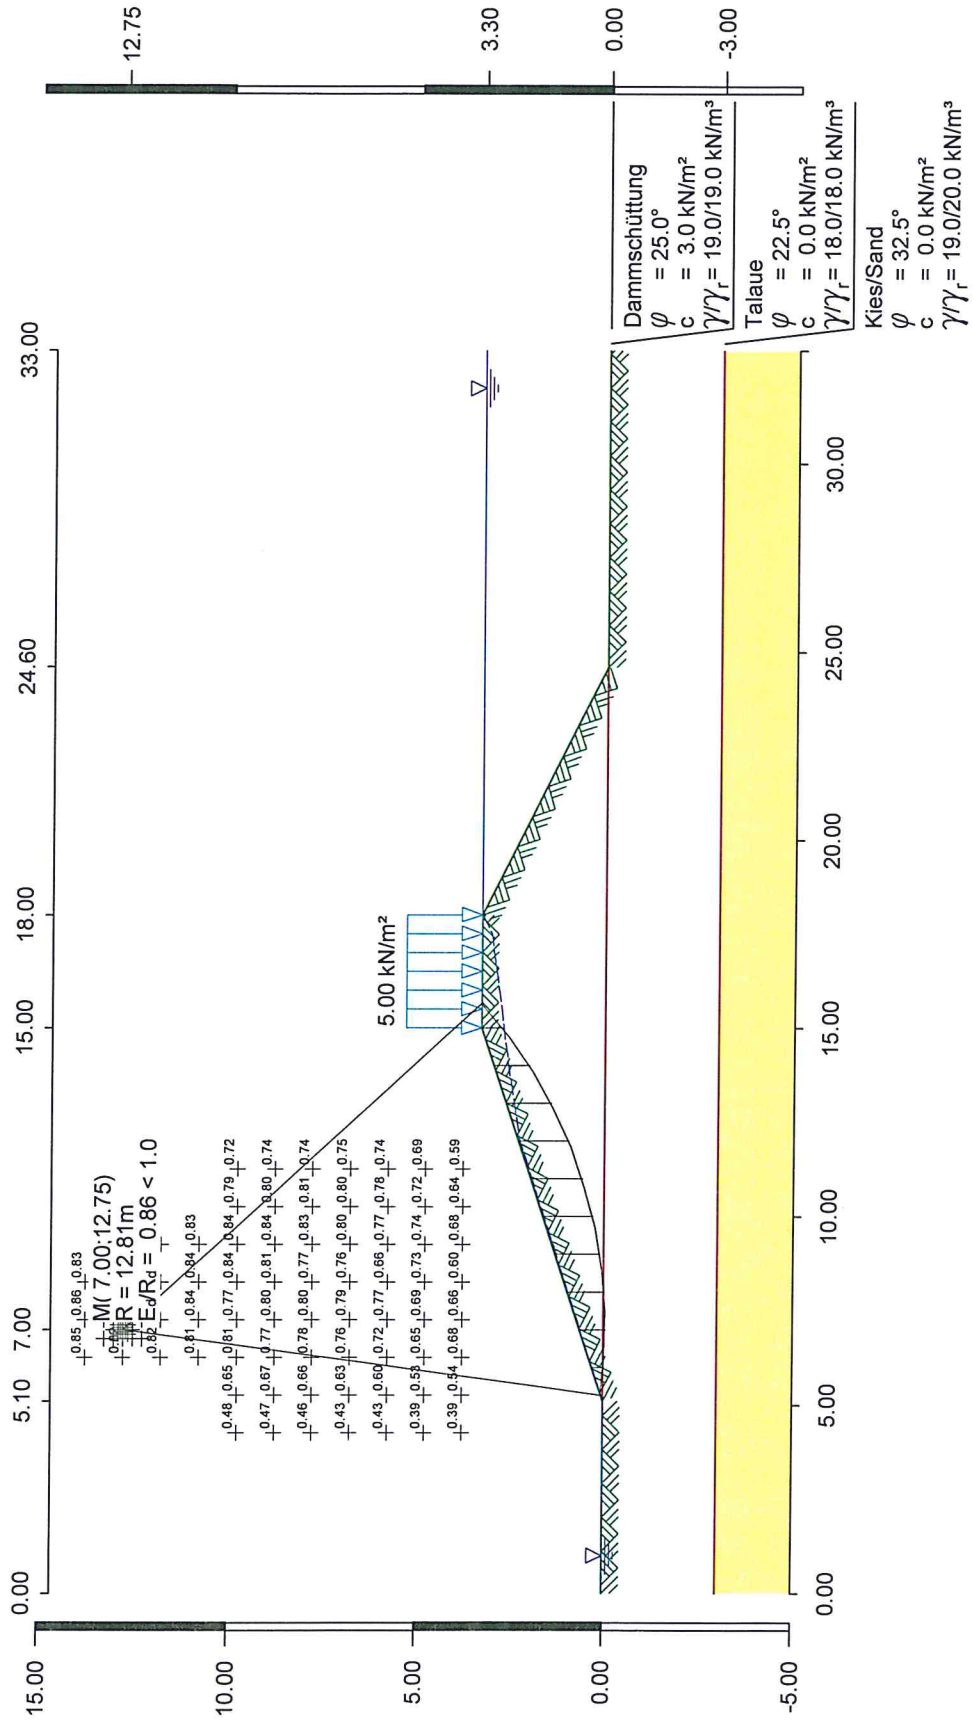 0.00
5.10
7.00
15.00
18.00
24.60
33.00
15.00
10.00
5.00
0.00
-5.00
12.75
3.30
0.00
-3.00
M( 7.00;12.75)
R = 12.81m
Ed/Rd = 0.86 < 1.0
0.85 0.86 0.83
0.82
0.81 0.84 0.84 0.83
0.48 0.65 0.81 0.77 0.84 0.84 0.79 0.72
0.47 0.67 0.77 0.80 0.81 0.84 0.80 0.74
0.46 0.66 0.78 0.80 0.77 0.83 0.81 0.74
0.43 0.63 0.76 0.79 0.76 0.80 0.80 0.75
0.43 0.60 0.72 0.77 0.66 0.77 0.78 0.74
0.39 0.53 0.65 0.69 0.73 0.74 0.72 0.69
0.39 0.54 0.68 0.66 0.60 0.68 0.64 0.59
5.00 kN/m²
Dammschüttung
φ = 25.0°
c = 3.0 kN/m²
γ/γr = 19.0/19.0 kN/m³
Talaue
φ = 22.5°
c = 0.0 kN/m²
γ/γr = 18.0/18.0 kN/m³
Kies/Sand
φ = 32.5°
c = 0.0 kN/m²
γ/γr = 19.0/20.0 kN/m³
0.00
5.00
10.00
15.00
20.00
25.00
30.00